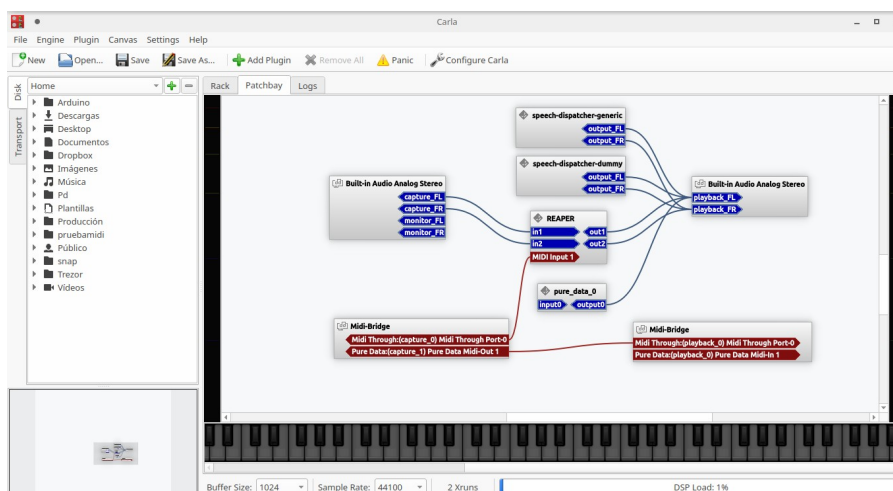 Carla
File Engine Plugin Canvas Settings Help
New Open... Save Save As... Add Plugin Remove All Panic Configure Carla
Disk
Transport
Home
Arduino
Descargas
Desktop
Documentos
Dropbox
Imágenes
Música
Pd
Plantillas
Producción
pruebamidi
Público
snap
Trezor
Vídeos
Rack Patchbay Logs
speech-dispatcher-generic
output_FL
output_FR
speech-dispatcher-dummy
output_FL
output_FR
Built-in Audio Analog Stereo
capture_FL
capture_FR
monitor_FL
monitor_FR
Built-in Audio Analog Stereo
playback_FL
playback_FR
REAPER
in1 out1
in2 out2
MIDI Input 1
pure_data_0
input0 output0
Midi-Bridge
Midi Through:(capture_0) Midi Through Port-0
Pure Data:(capture_1) Pure Data Midi-Out 1
Midi-Bridge
Midi Through:(playback_0) Midi Through Port-0
Pure Data:(playback_0) Pure Data Midi-In 1
Buffer Size: 1024 Sample Rate: 44100 2 Xruns DSP Load: 1%